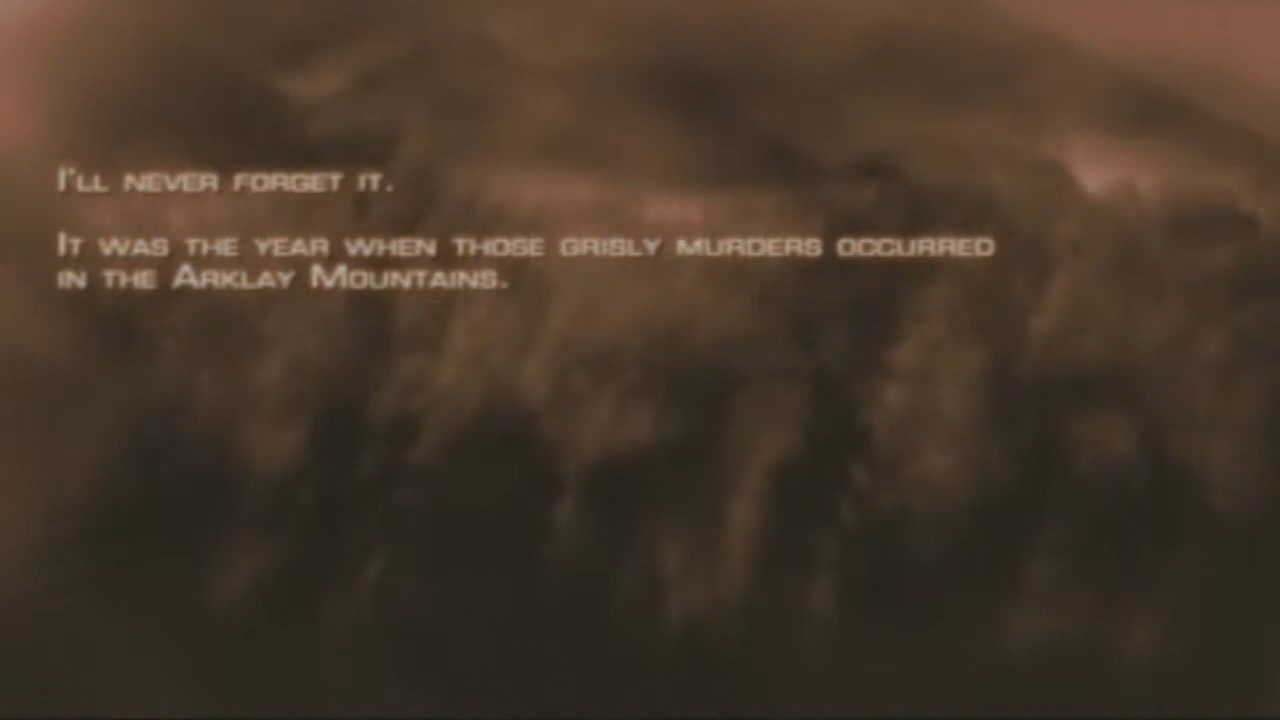 I'll never forget it.
It was the year when those grisly murders occurred
in the Arklay Mountains.